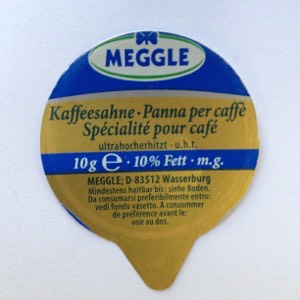 MEGGLE
Kaffeesahne · Panna per caffè
Spécialité pour café
ultrahocherhitzt - u.h.t.
10 g ℮ · 10% Fett · m.g.
MEGGLE; D-83512 Wasserburg
Mindestens haltbar bis: siehe Boden.
Da consumarsi preferibilmente entro:
vedi fondo vasetto. A consommer
de préférence avant le:
voir au dos.